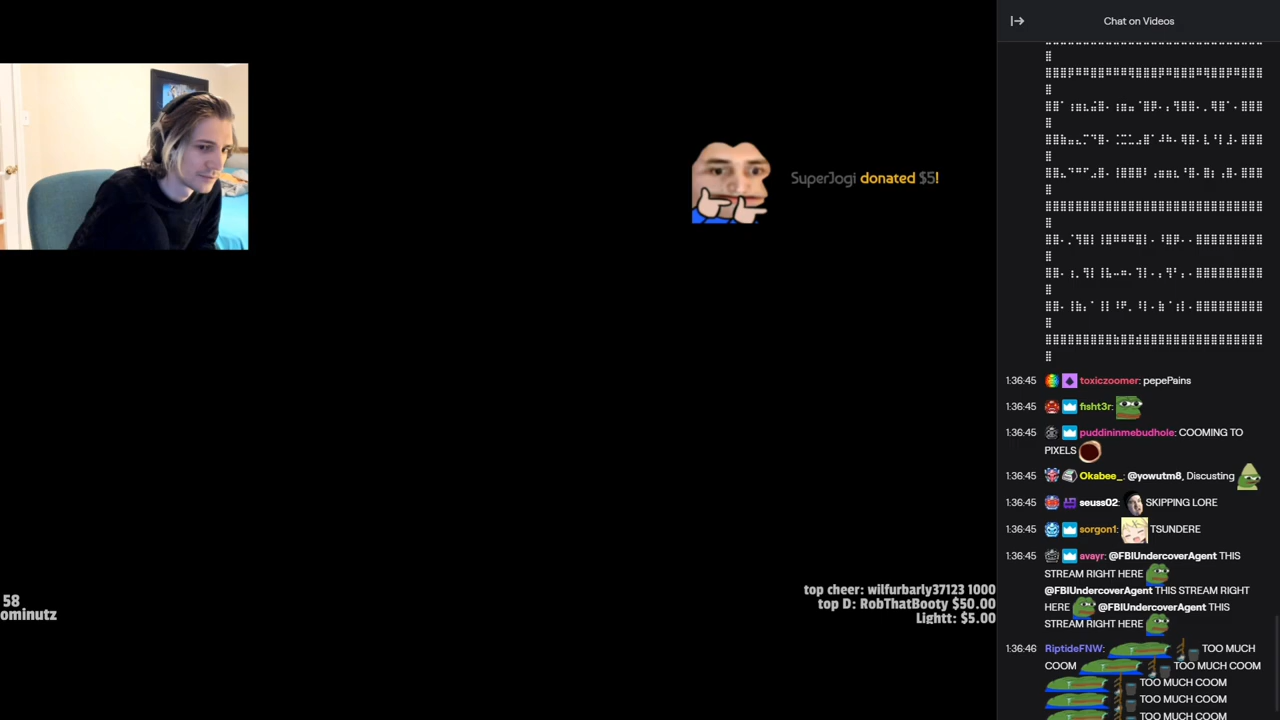 Chat on Videos
SuperJogi donated $5!
1:36:45 toxiczoomer: pepePains
1:36:45 fisht3r:
1:36:45 puddininmebudhole: COOMING TO
PIXELS
1:36:45 Okabee_: @yowutm8, Discusting
1:36:45 seuss02: SKIPPING LORE
1:36:45 sorgon1: TSUNDERE
1:36:45 avayr: @FBIUndercoverAgent THIS
STREAM RIGHT HERE
@FBIUndercoverAgent THIS STREAM RIGHT
HERE @FBIUndercoverAgent THIS
STREAM RIGHT HERE
1:36:46 RiptideFNW: TOO MUCH
COOM TOO MUCH COOM
TOO MUCH COOM
TOO MUCH COOM
TOO MUCH COOM
58
ominutz
top cheer: wilfurbarly37123 1000
top D: RobThatBooty $50.00
Lightt: $5.00